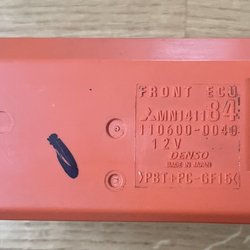 FRONT ECU
MN141184
110600-0040
12V
DENSO
MADE IN JAPAN
>PBT+PC-GF15<